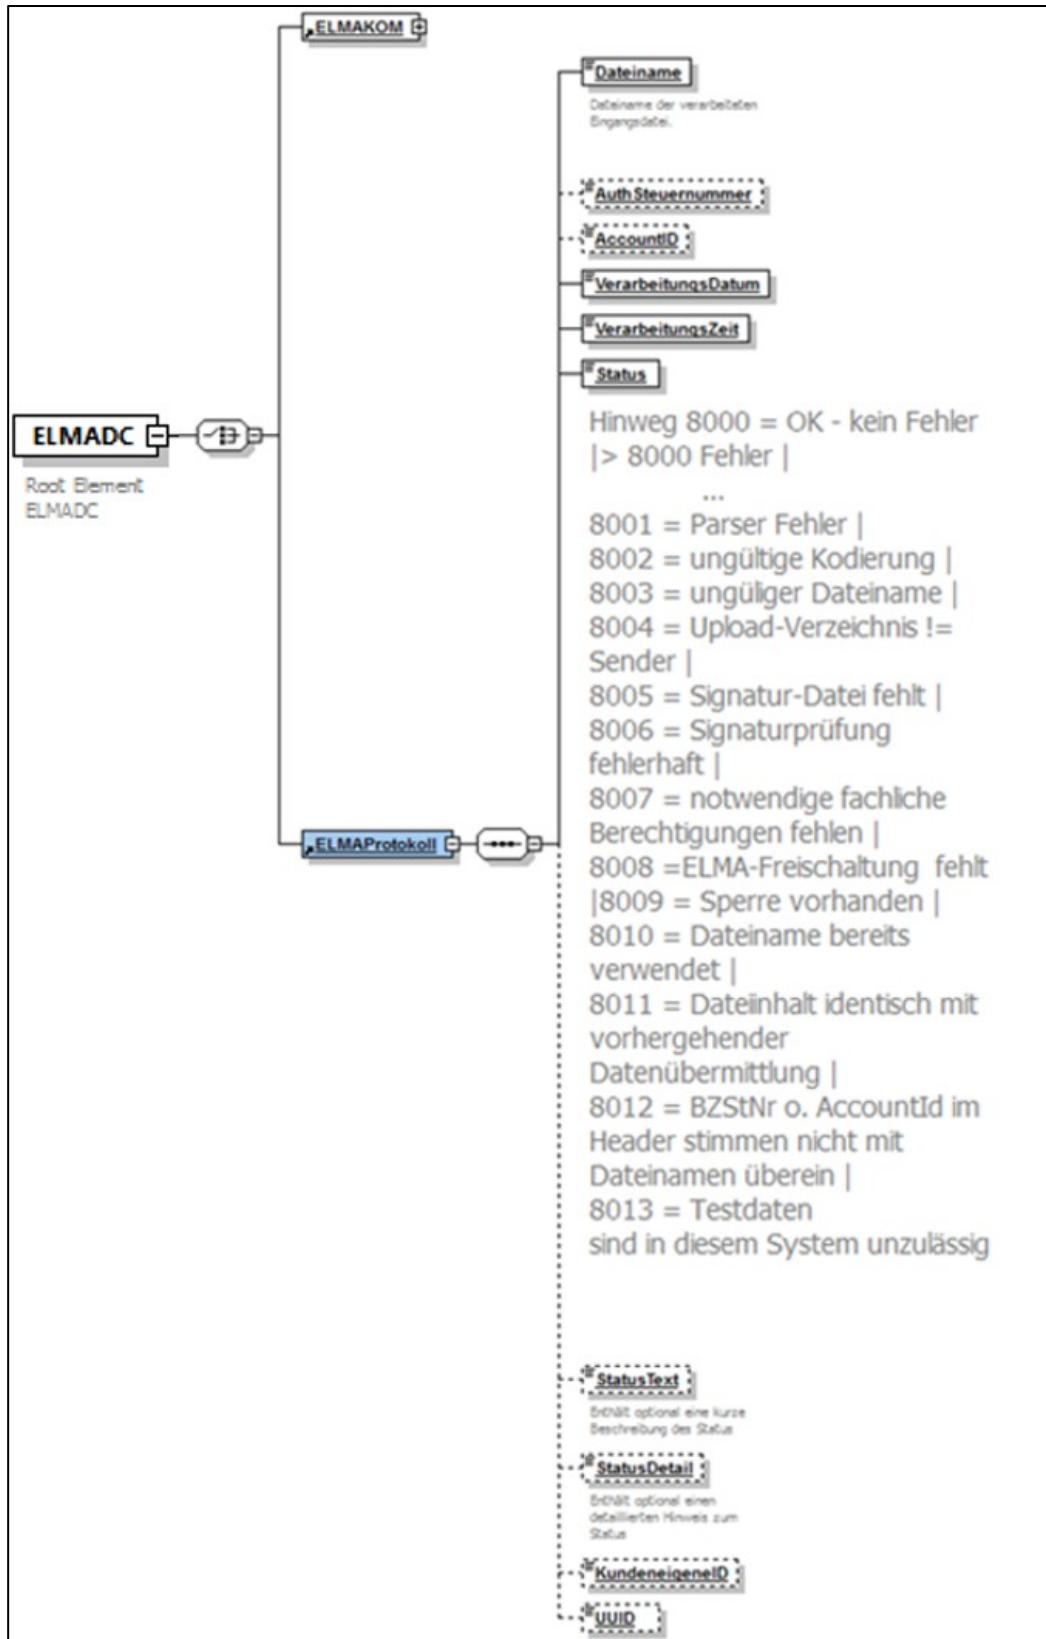 ELMAKOM
Dateiname
Dateiname der verarbeiteten
Eingangsdatei.
AuthSteuernummer
AccountID
VerarbeitungsDatum
VerarbeitungsZeit
Status
ELMADC
Root Element
ELMADC
Hinweg 8000 = OK - kein Fehler
|> 8000 Fehler |
...
8001 = Parser Fehler |
8002 = ungültige Kodierung |
8003 = ungüliger Dateiname |
8004 = Upload-Verzeichnis !=
Sender |
8005 = Signatur-Datei fehlt |
8006 = Signaturprüfung
fehlerhaft |
8007 = notwendige fachliche
Berechtigungen fehlen |
ELMAProtokoll
8008 =ELMA-Freischaltung  fehlt
|8009 = Sperre vorhanden |
8010 = Dateiname bereits
verwendet |
8011 = Dateiinhalt identisch mit
vorhergehender
Datenübermittlung |
8012 = BZStNr o. AccountId im
Header stimmen nicht mit
Dateinamen überein |
8013 = Testdaten
sind in diesem System unzulässig
StatusText
Enthält optional eine kurze
Beschreibung des Status
StatusDetail
Enthält optional einen
detaillierten Hinweis zum
Status
KundeneigeneID
UUID